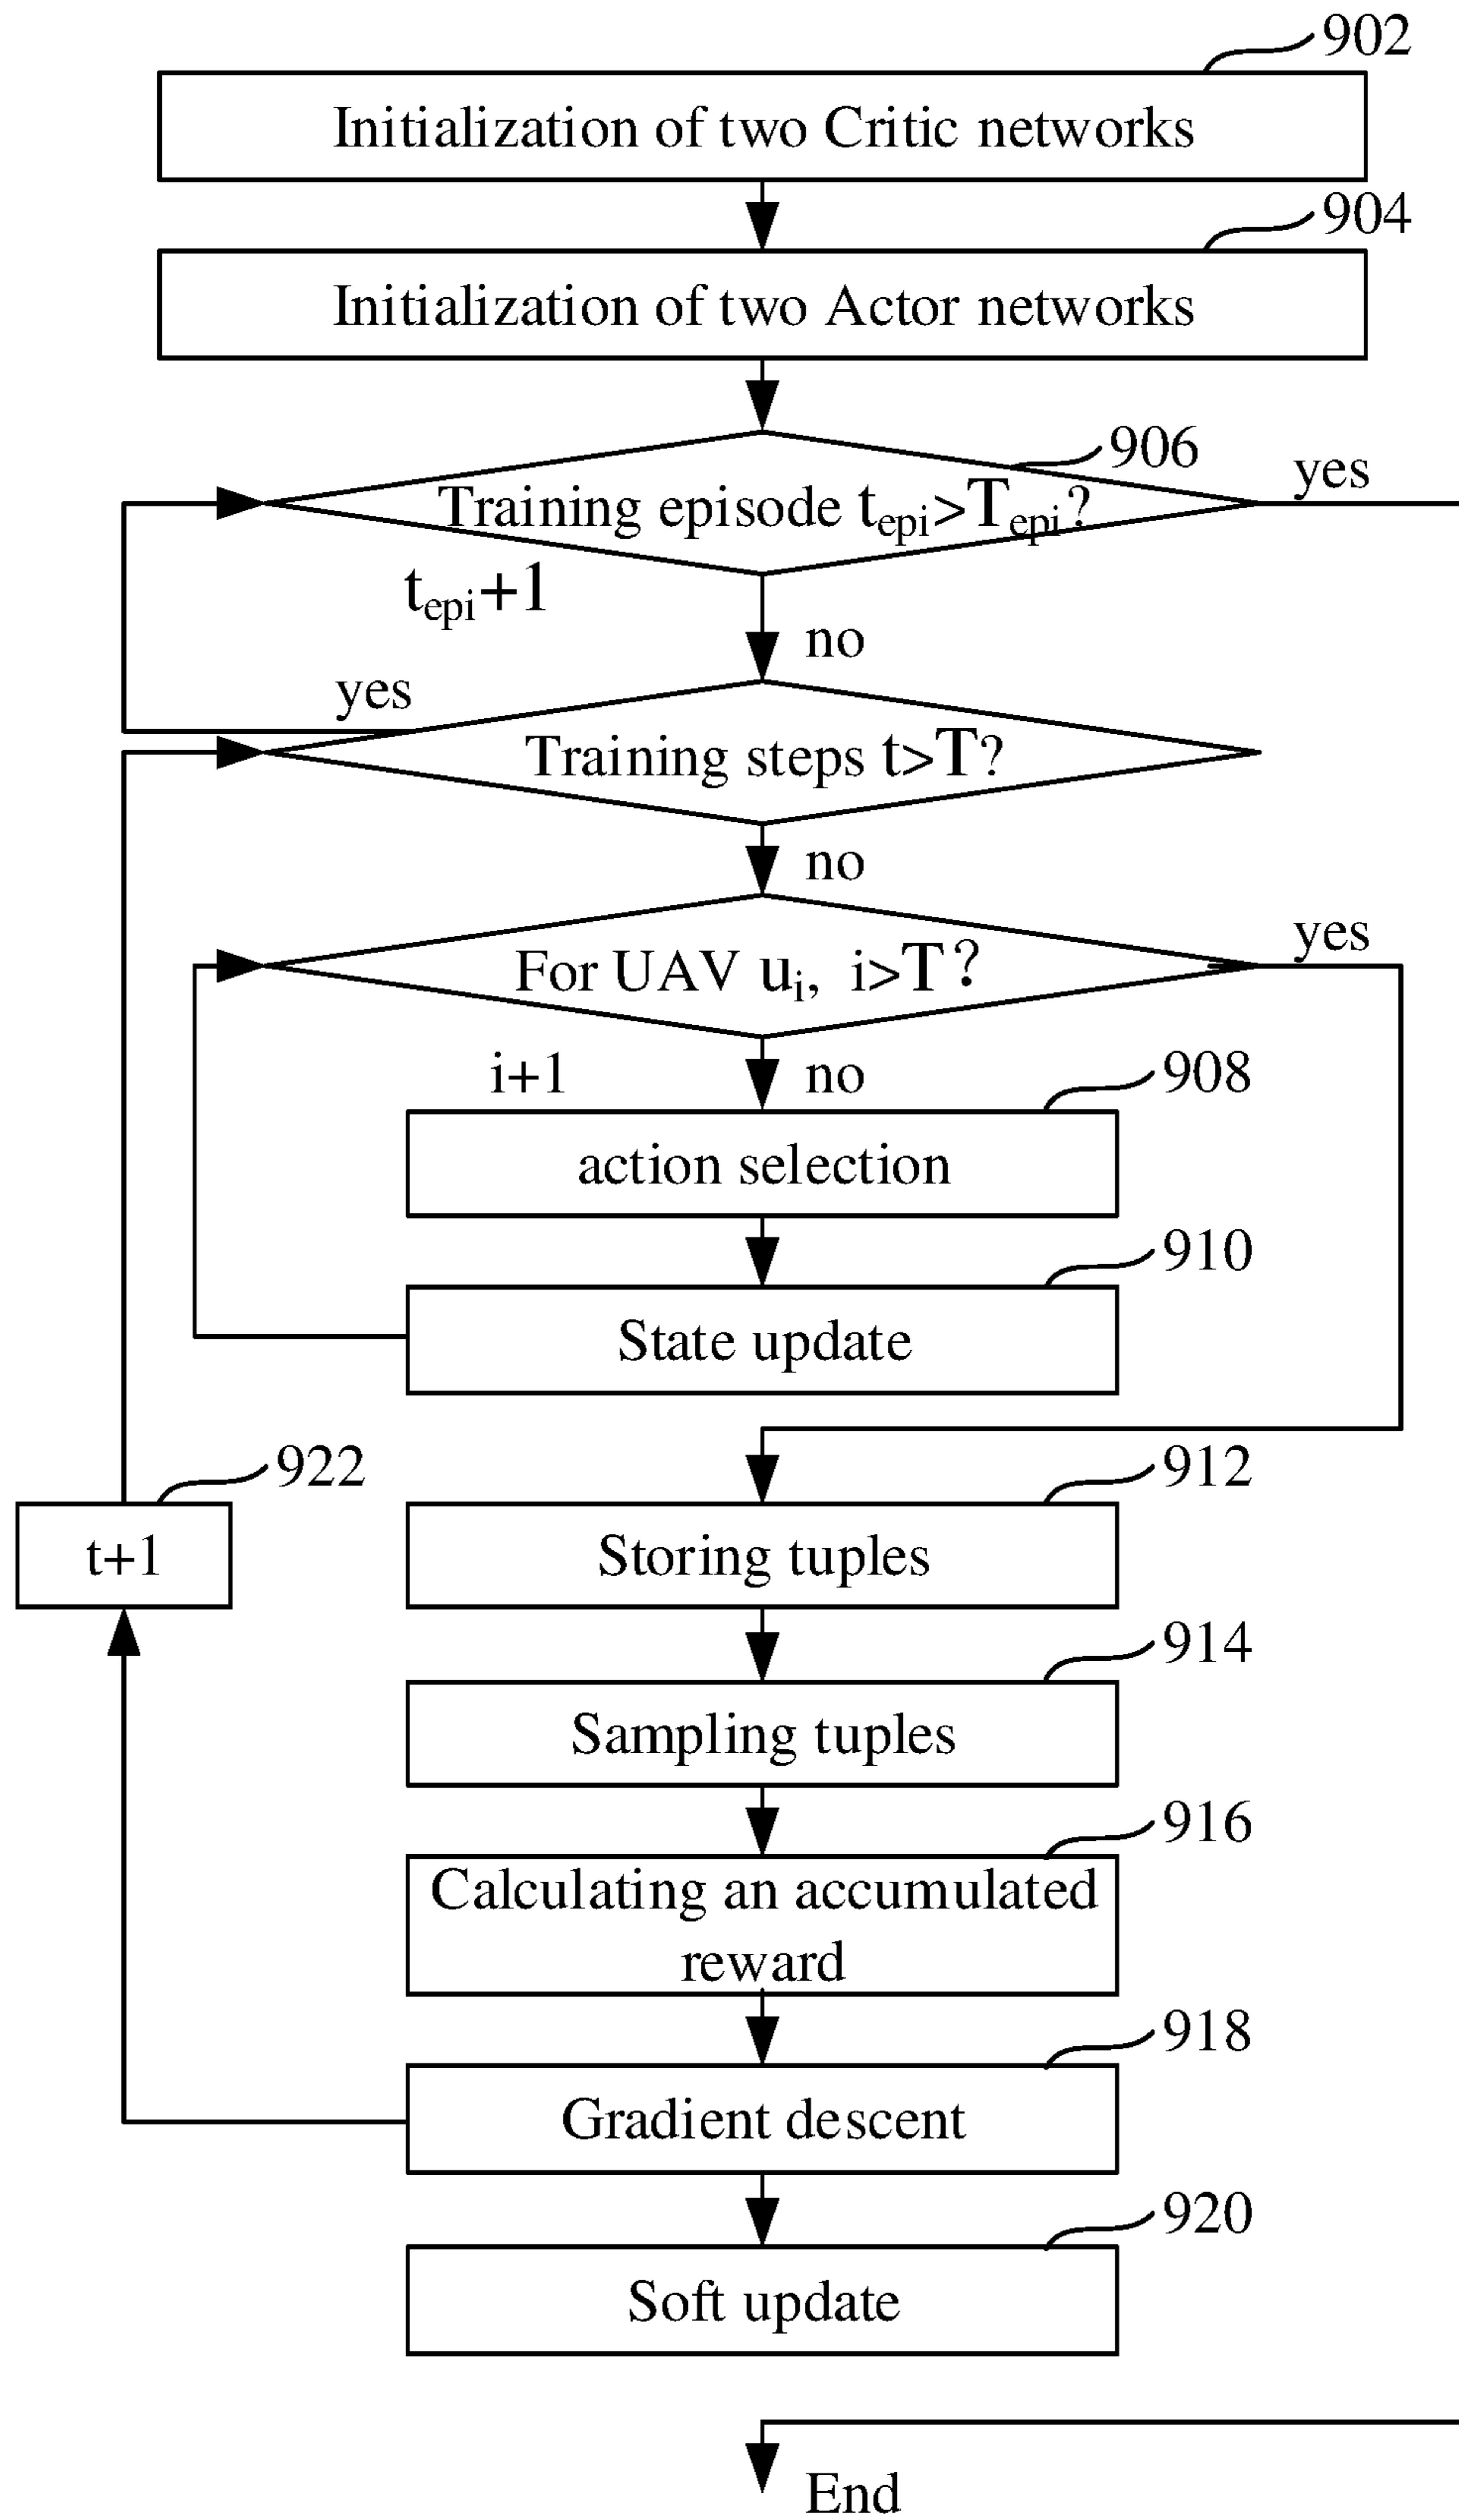 902
Initialization of two Critic networks
904
Initialization of two Actor networks
906
yes
Training episode tepi>Tepi?
tepi+1
no
yes
Training steps t>T?
no
yes
For UAV ui, i>T?
i+1
no
908
action selection
910
State update
922
912
t+1
Storing tuples
914
Sampling tuples
916
Calculating an accumulated
reward
918
Gradient descent
920
Soft update
End